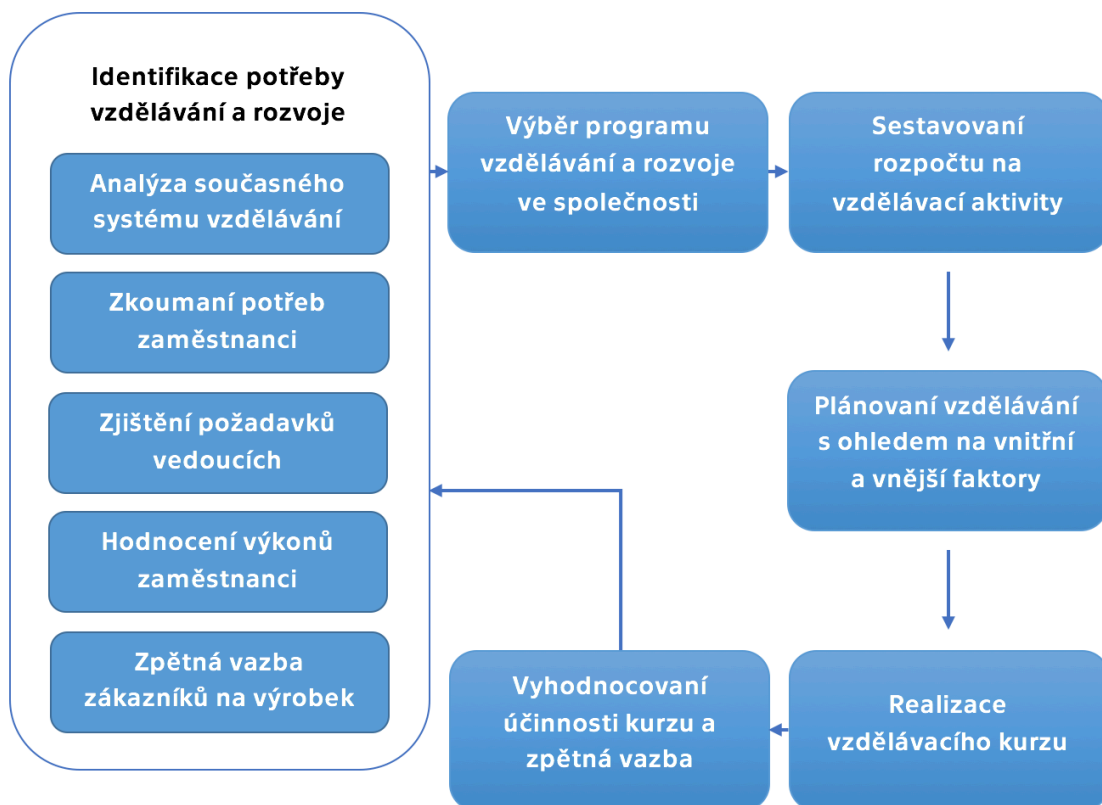 Identifikace potřeby
vzdělávání a rozvoje
Analýza současného
systému vzdělávání
Zkoumaní potřeb
zaměstnanci
Zjištění požadavků
vedoucích
Hodnocení výkonů
zaměstnanci
Zpětná vazba
zákazníků na výrobek
Výběr programu
vzdělávání a rozvoje
ve společnosti
Sestavovaní
rozpočtu na
vzdělávací aktivity
Plánovaní vzdělávání
s ohledem na vnitřní
a vnější faktory
Realizace
vzdělávacího kurzu
Vyhodnocovaní
účinnosti kurzu a
zpětná vazba